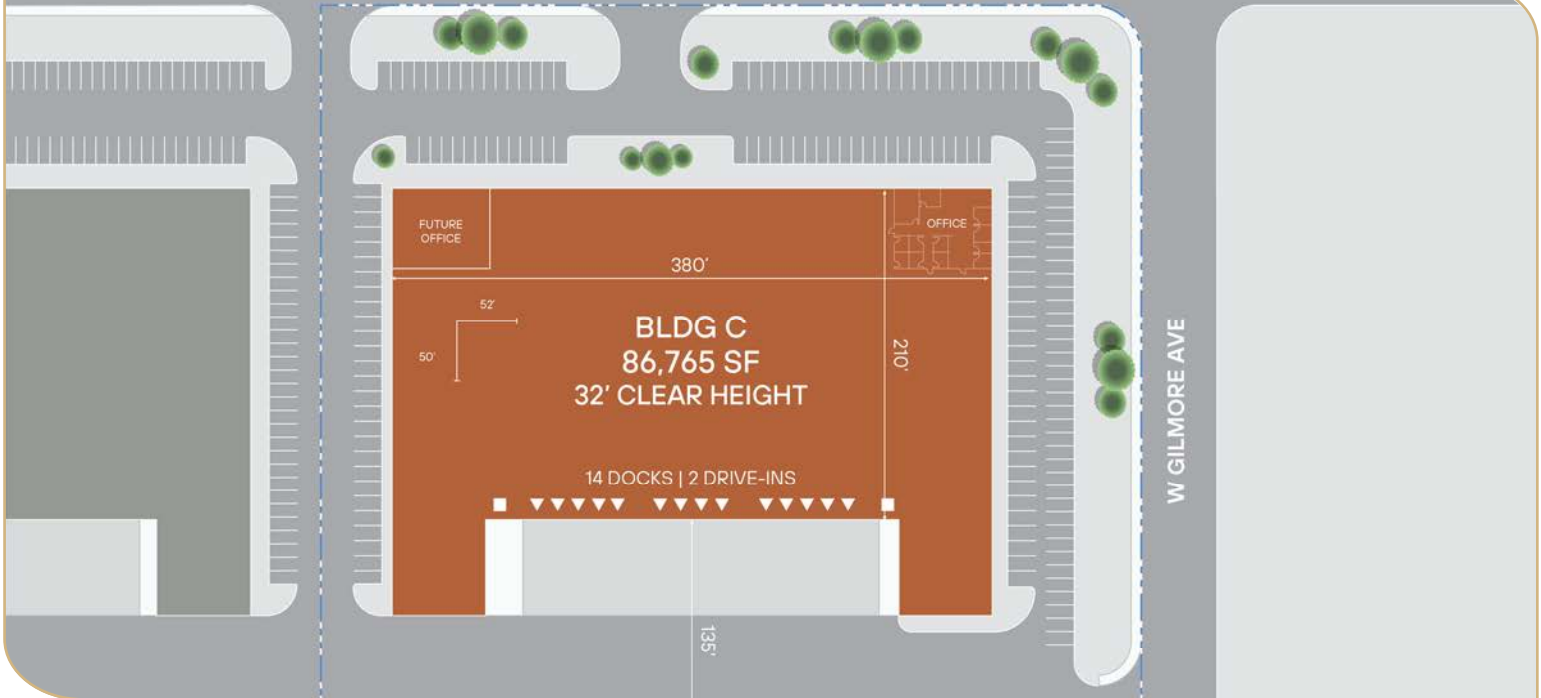 FUTURE
OFFICE
OFFICE
380'
52'
50'
BLDG C
86,765 SF
32' CLEAR HEIGHT
210'
14 DOCKS | 2 DRIVE-INS
135'
W GILMORE AVE